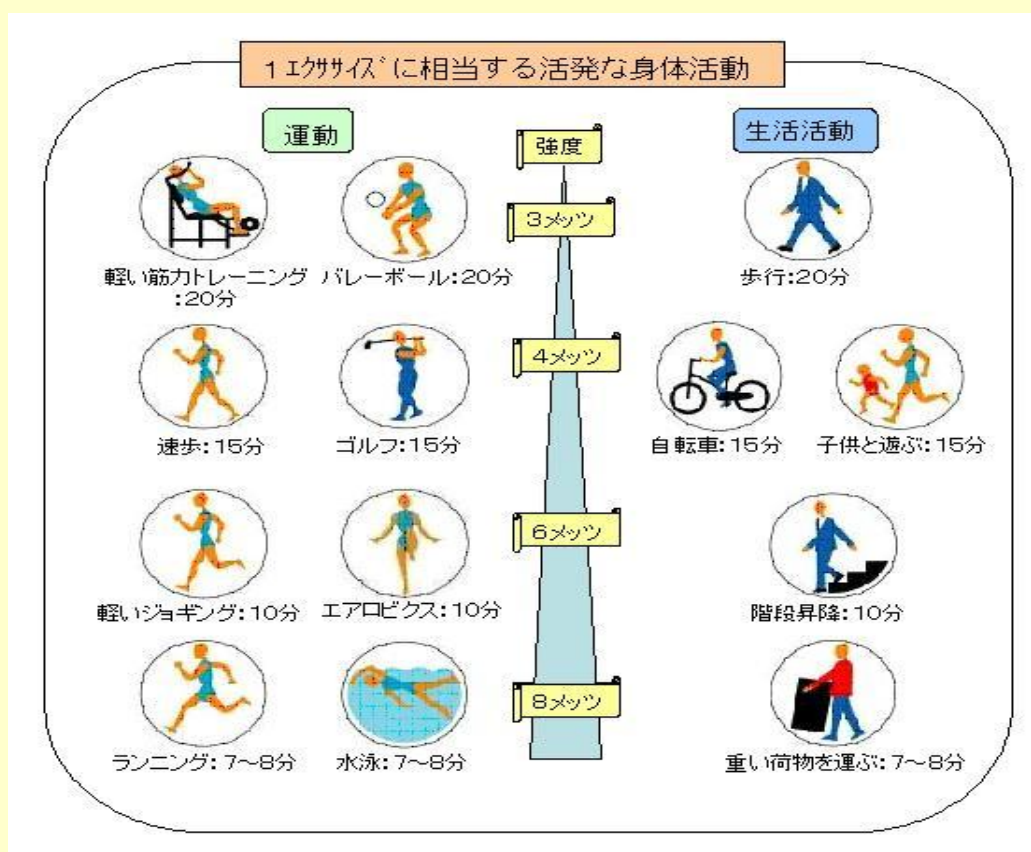 1ｴｸｻｻｲｽﾞに相当する活発な身体活動
運動
強度
生活活動
3メッツ
軽い筋力トレーニング
:20分
バレーボール:20分
歩行:20分
4メッツ
速歩:15分
ゴルフ:15分
自転車:15分
子供と遊ぶ:15分
6メッツ
軽いジョギング:10分
エアロビクス:10分
階段昇降:10分
8メッツ
ランニング:7～8分
水泳:7～8分
重い荷物を運ぶ:7～8分